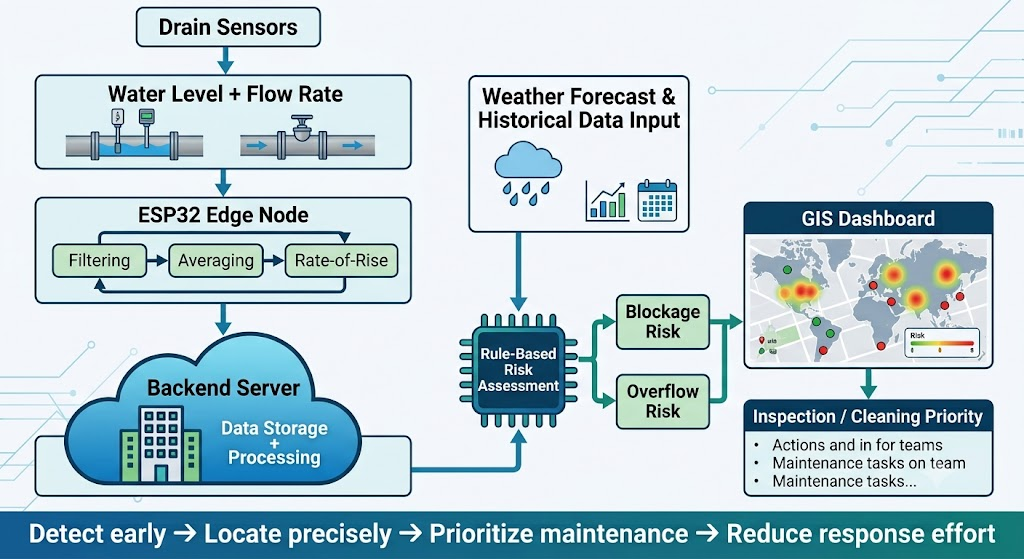 Drain Sensors
Water Level + Flow Rate
ESP32 Edge Node
Filtering
Averaging
Rate-of-Rise
Backend Server
Data Storage
+
Processing
Weather Forecast &
Historical Data Input
Rule-Based
Risk
Assessment
Blockage
Risk
Overflow
Risk
GIS Dashboard
Risk
Inspection / Cleaning Priority
• Actions and in for teams
• Maintenance tasks on team
• Maintenance tasks...
Detect early → Locate precisely → Prioritize maintenance → Reduce response effort